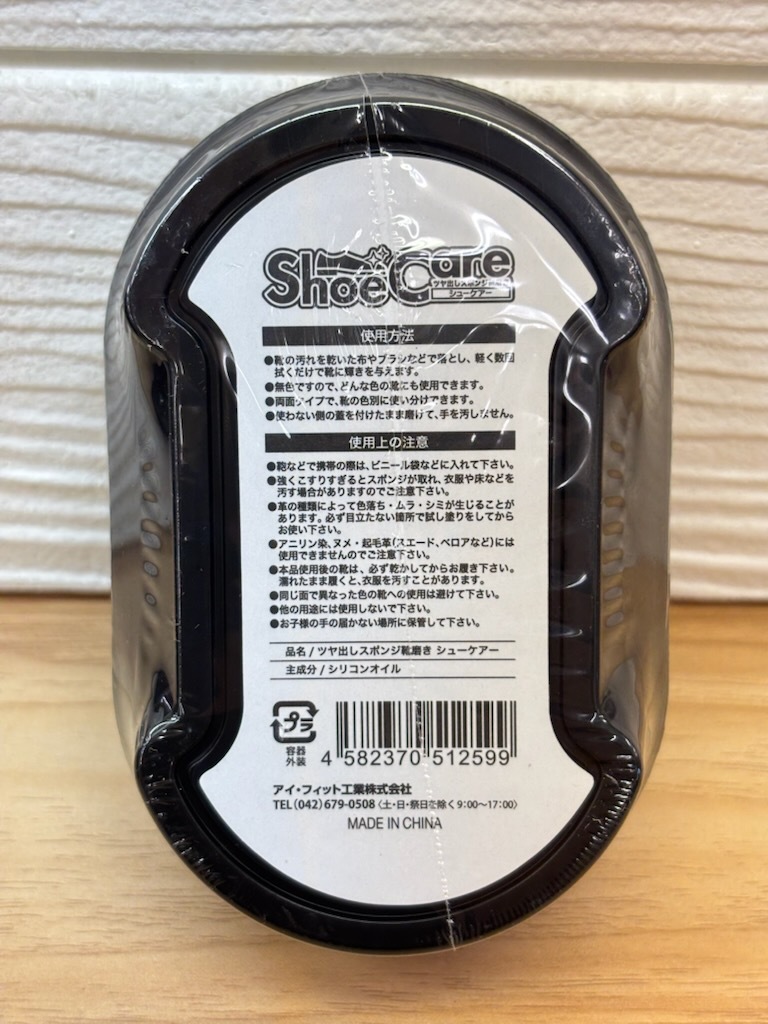 Shoe Care
ツヤ出しスポンジ靴磨き
シューケアー
使用方法
●靴の汚れを乾いた布やブラシなどで落とし、軽く数回
拭くだけで靴に輝きを与えます。
●無色ですので、どんな色の靴にも使用できます。
●両面タイプで、靴の色別に使い分けできます。
●使わない側の蓋を付けたまま磨けて、手を汚しません。
使用上の注意
●鞄などで携帯の際は、ビニール袋などに入れて下さい。
●強くこすりすぎるとスポンジが取れ、衣服や床などを
汚す場合がありますのでご注意下さい。
●革の種類によって色落ち・ムラ・シミが生じることが
あります。必ず目立たない箇所で試し塗りをしてから
お使い下さい。
●アニリン染、ヌメ・起毛革(スエード、ベロアなど)には
使用できませんのでご注意下さい。
●本品使用後の靴は、必ず乾かしてからお履き下さい。
濡れたまま履くと、衣服を汚すことがあります。
●同じ面で異なった色の靴への使用は避けて下さい。
●他の用途には使用しないで下さい。
●お子様の手の届かない場所に保管して下さい。
品名/ツヤ出しスポンジ靴磨き シューケアー
主成分/シリコンオイル
プラ
容器
外装
4 582370 512599
アイ・フィット工業株式会社
TEL(042)679-0508〈土・日・祭日を除く9:00〜17:00〉
MADE IN CHINA